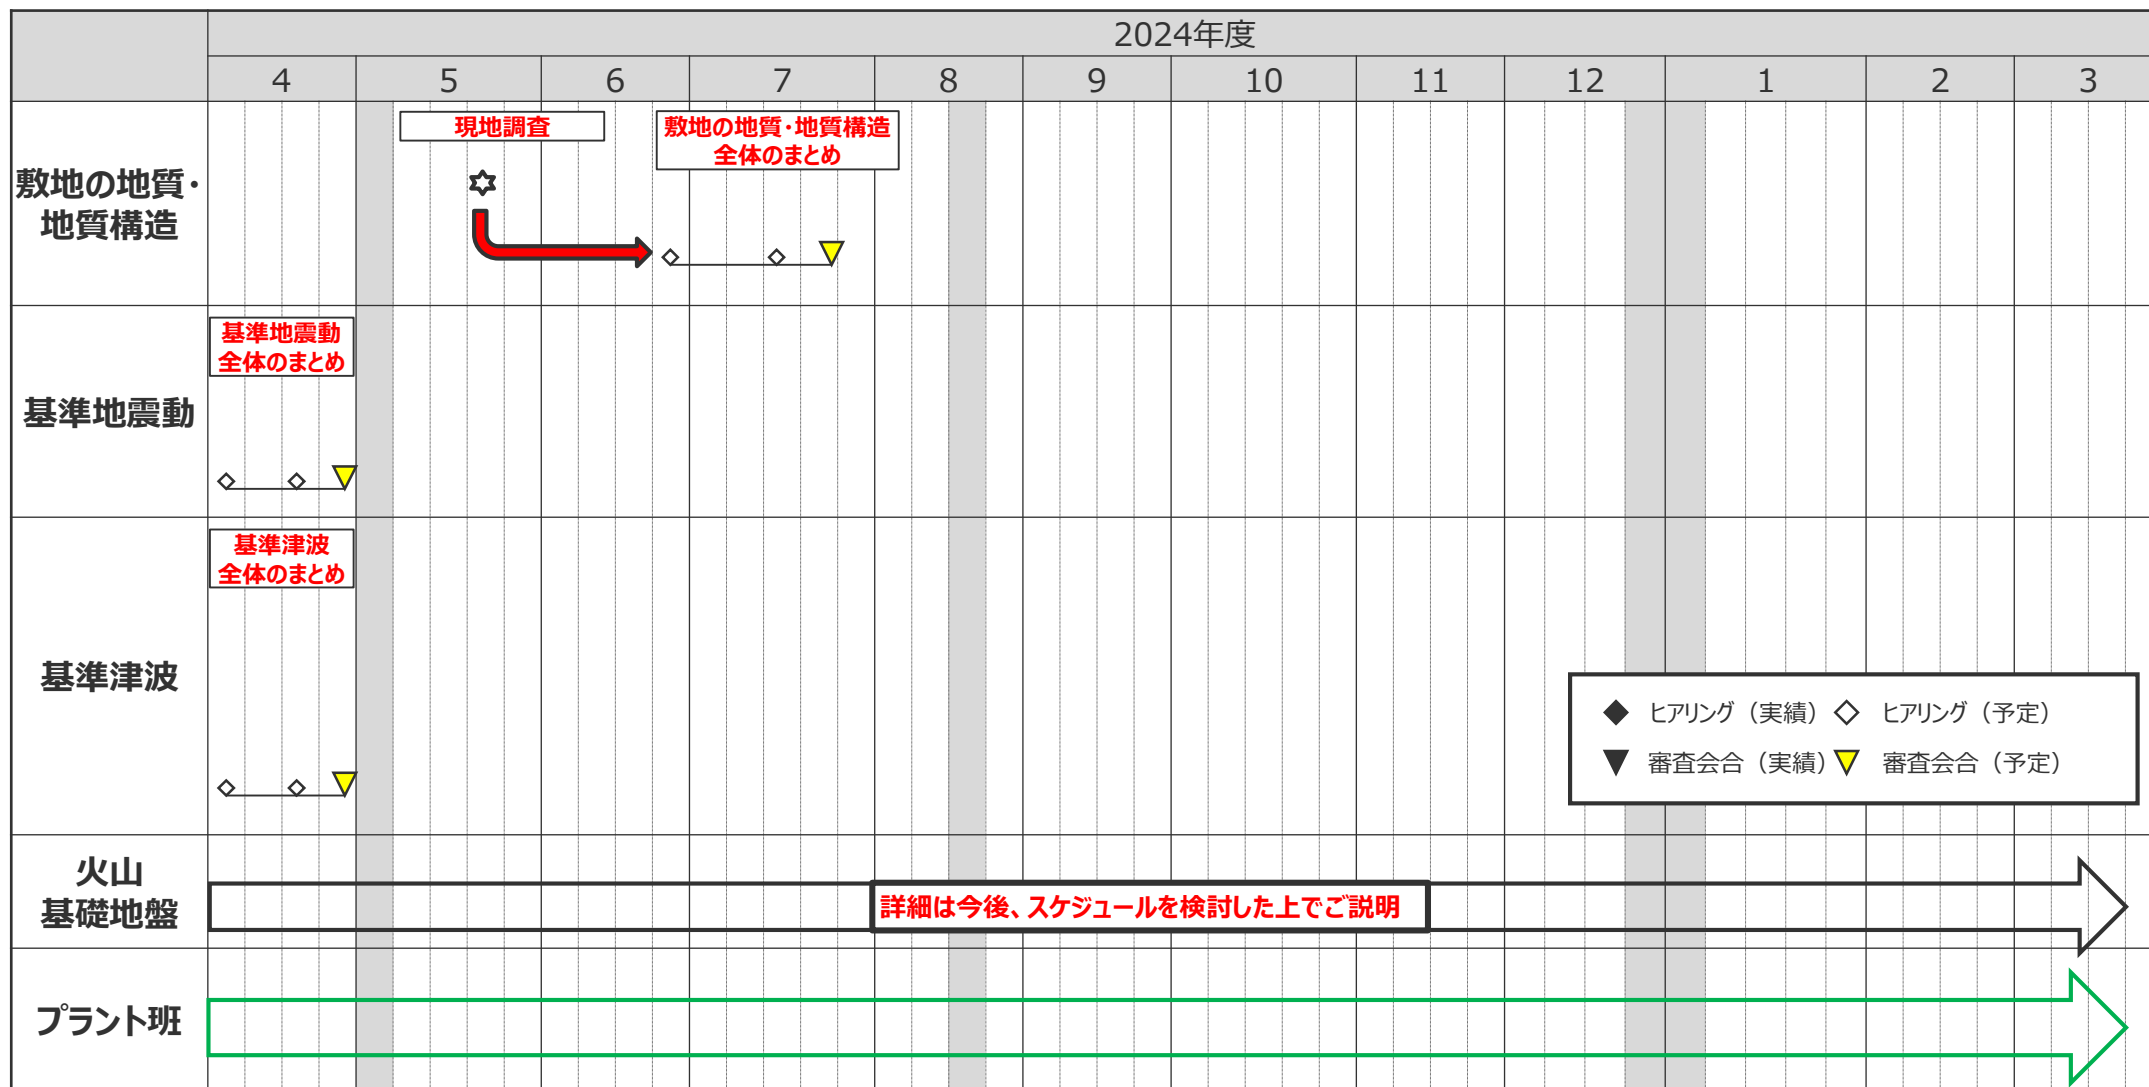 2024年度
4 5 6 7 8 9 10 11 12 1 2 3
敷地の地質・
地質構造
現地調査
敷地の地質・地質構造
全体のまとめ
基準地震動
基準地震動
全体のまとめ
基準津波
基準津波
全体のまとめ
◆ ヒアリング（実績） ◇ ヒアリング（予定）
▼ 審査会合（実績） ▽ 審査会合（予定）
火山
基礎地盤
詳細は今後、スケジュールを検討した上でご説明
プラント班